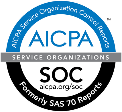 AICPA Service Organization Control Reports
AICPA
SERVICE ORGANIZATIONS
SOC
aicpa.org/soc
Formerly SAS 70 Reports